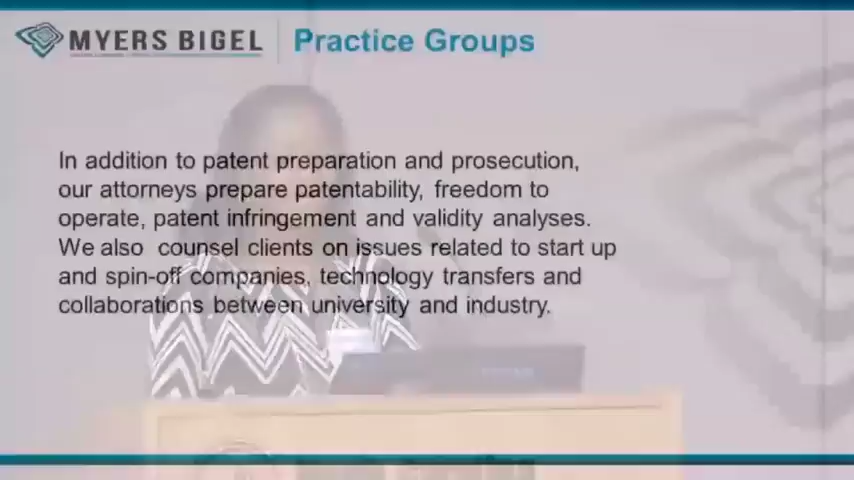 MYERS BIGEL
Practice Groups
In addition to patent preparation and prosecution,
our attorneys prepare patentability, freedom to
operate, patent infringement and validity analyses.
We also counsel clients on issues related to start up
and spin-off companies, technology transfers and
collaborations between university and industry.